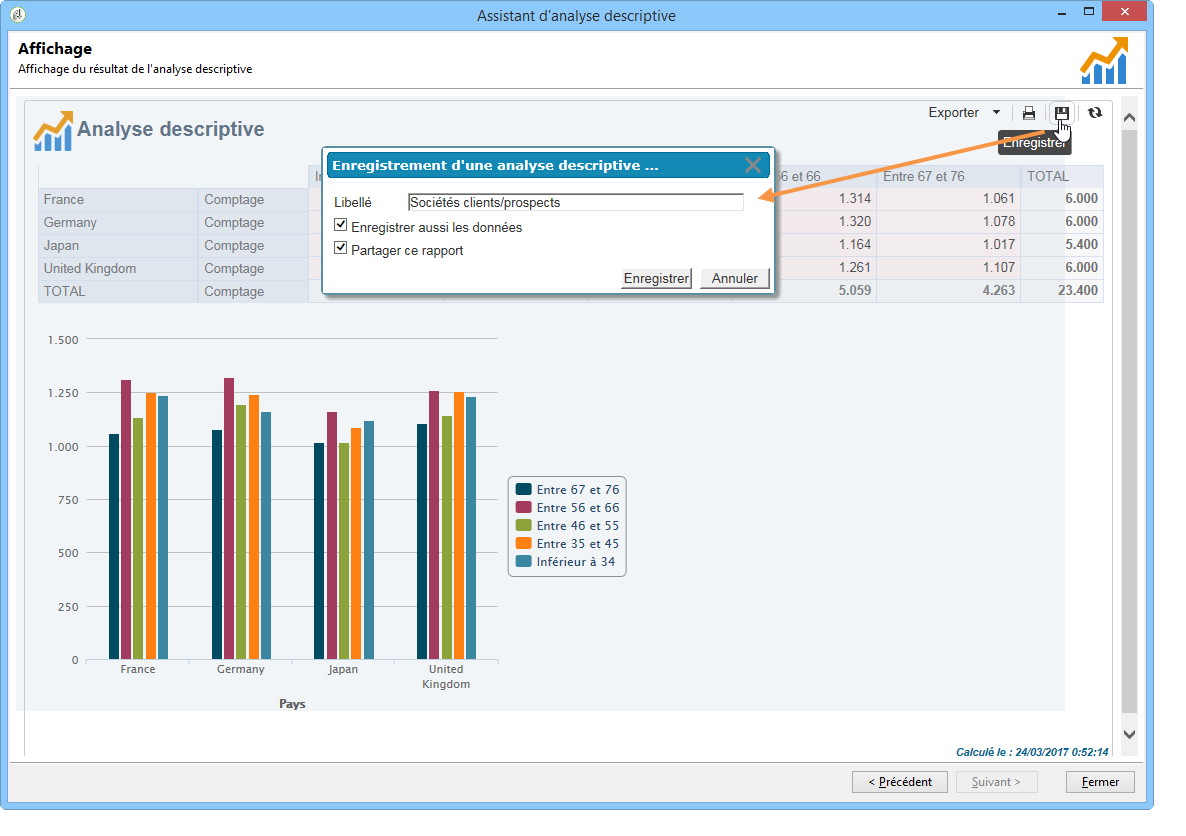 Assistant d'analyse descriptive
Affichage
Affichage du résultat de l'analyse descriptive
Analyse descriptive
Exporter
Enregistrer
Enregistrement d'une analyse descriptive ...
Libellé Sociétés clients/prospects
Enregistrer aussi les données
Partager ce rapport
Enregistrer Annuler
56 et 66 Entre 67 et 76 TOTAL
France Comptage 1.314 1.061 6.000
Germany Comptage 1.320 1.078 6.000
Japan Comptage 1.164 1.017 5.400
United Kingdom Comptage 1.261 1.107 6.000
TOTAL Comptage 5.059 4.263 23.400
1.500
1.250
1.000
750
500
250
0
France Germany Japan United Kingdom
Pays
Entre 67 et 76
Entre 56 et 66
Entre 46 et 55
Entre 35 et 45
Inférieur à 34
Calculé le : 24/03/2017 0:52:14
< Précédent Suivant > Fermer